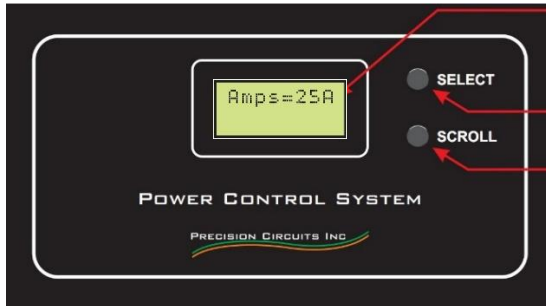 Amps=25A
SELECT
SCROLL
POWER CONTROL SYSTEM
PRECISION CIRCUITS INC